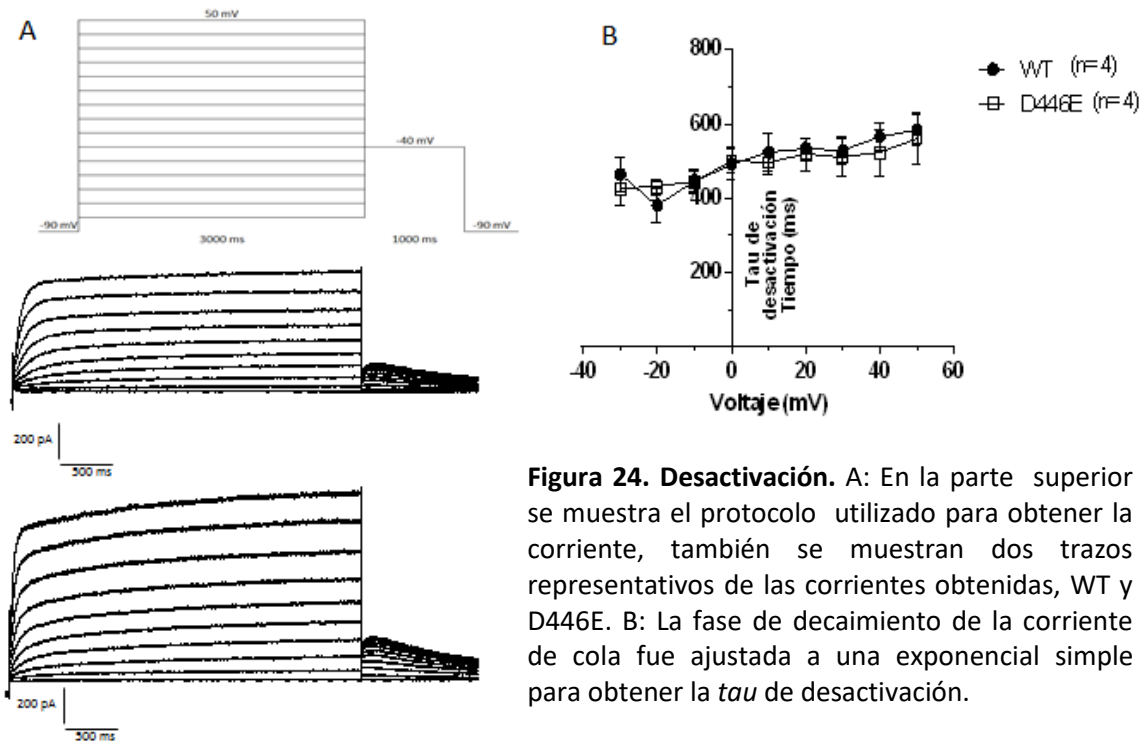 A
50 mV
-40 mV
-90 mV
-90 mV
3000 ms
1000 ms
200 pA
300 ms
200 pA
300 ms
B
800
600
400
200
-40
-20
0
20
40
60
Tau de
desactivación
Tiempo (ms)
Voltaje (mV)
WT (n=4)
D446E (n=4)
Figura 24. Desactivación. A: En la parte superior
se muestra el protocolo utilizado para obtener la
corriente, también se muestran dos trazos
representativos de las corrientes obtenidas, WT y
D446E. B: La fase de decaimiento de la corriente
de cola fue ajustada a una exponencial simple
para obtener la tau de desactivación.